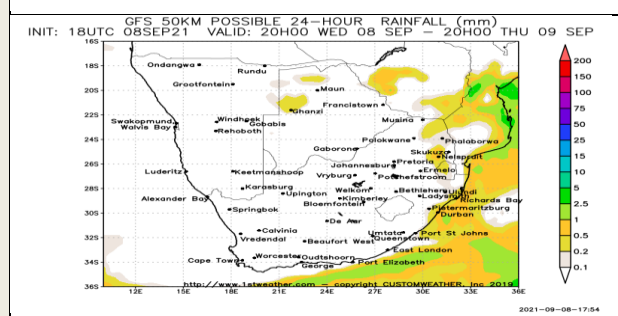 GFS 50KM POSSIBLE 24-HOUR RAINFALL (mm)
INIT: 18UTC 08SEP21 VALID: 20H00 WED 08 SEP - 20H00 THU 09 SEP
16S
18S
20S
22S
24S
26S
28S
30S
32S
34S
36S
Ondangwa
Rundu
Grootfontein
Maun
Francistown
Ghanzi
Windhoek
Gobabis
Musina
Swakopmund
Walvis Bay
Rehoboth
Polokwane
Phalaborwa
Gaborone
Skukuza
Nelspruit
Pretoria
Johannesburg
Ermelo
Luderitz
Keetmanshoop
Vryburg
Potchefstroom
Karasburg
Upington
Welkom
Bethlehem
Ulundi
Ladysmith
Alexander Bay
Kimberley
Richards Bay
Bloemfontein
Springbok
Pietermaritzburg
Durban
De Aar
Calvinia
Umtata
Port St Johns
Vredendal
Beaufort West
Queenstown
East London
Worcester
Oudtshoorn
Cape Town
George
Port Elizabeth
http://www.1stweather.com - copyright CUSTOMWEATHER, Inc 2019
12E 15E 18E 21E 24E 27E 30E 33E 36E
200
150
100
75
50
25
15
10
5
2.5
1
0.5
0.2
0.1
2021-09-08-17:54